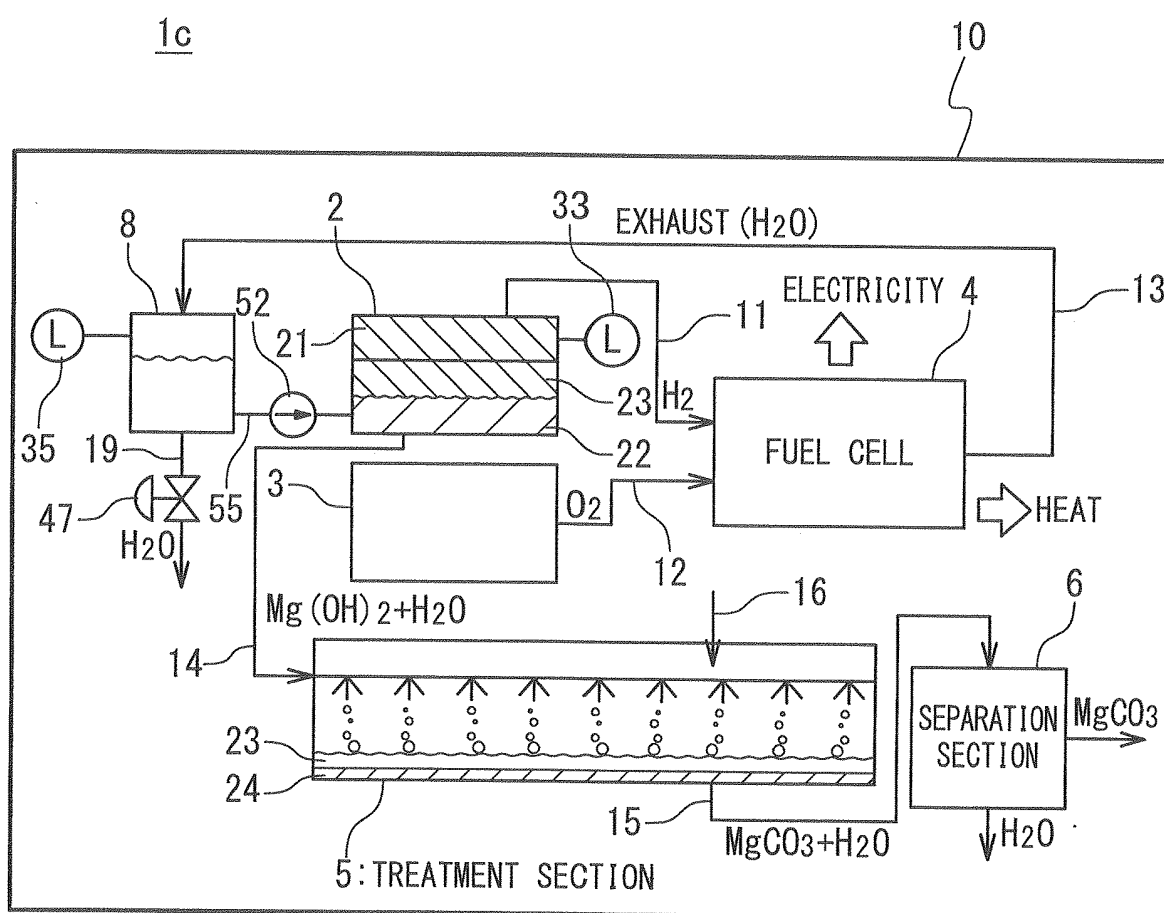 1c
10
33
EXHAUST (H2O)
2
8
52
ELECTRICITY 4
13
11
L
21
L
23
H2
FUEL CELL
35
19
22
55
3
O2
47
HEAT
H2O
12
Mg(OH)2+H2O
16
6
14
SEPARATION
SECTION
MgCO3
23
24
15
MgCO3+H2O
H2O
5:TREATMENT SECTION